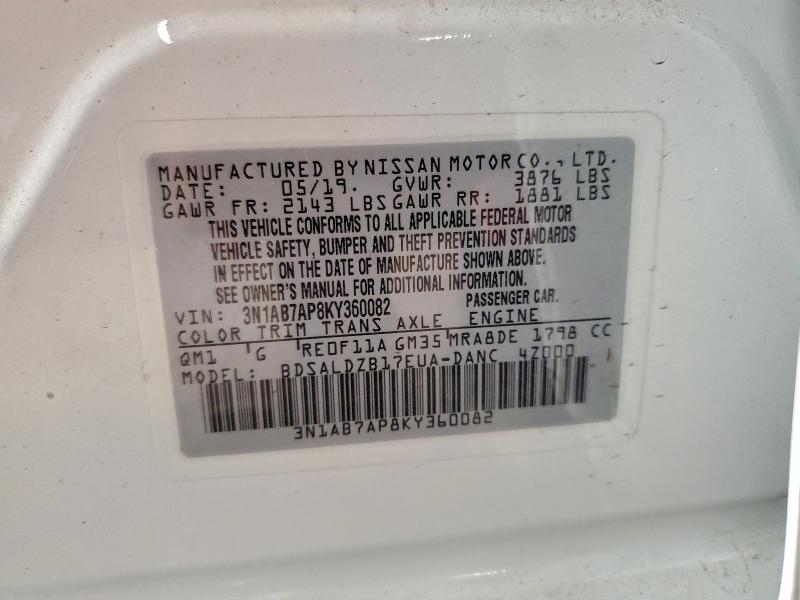 MANUFACTURED BY NISSAN MOTOR CO., LTD.
DATE: 05/19. GVWR: 3876 LBS
GAWR FR: 2143 LBS GAWR RR: 1881 LBS
THIS VEHICLE CONFORMS TO ALL APPLICABLE FEDERAL MOTOR
VEHICLE SAFETY, BUMPER AND THEFT PREVENTION STANDARDS
IN EFFECT ON THE DATE OF MANUFACTURE SHOWN ABOVE.
SEE OWNER'S MANUAL FOR ADDITIONAL INFORMATION.
VIN: 3N1AB7AP8KY360082 PASSENGER CAR.
COLOR TRIM TRANS AXLE ENGINE
QM1 G RE0F11A GM35 MRA8DE 1798 CC
MODEL: BDSALDZB17EUA-DANC 4Z000
3N1AB7AP8KY360082